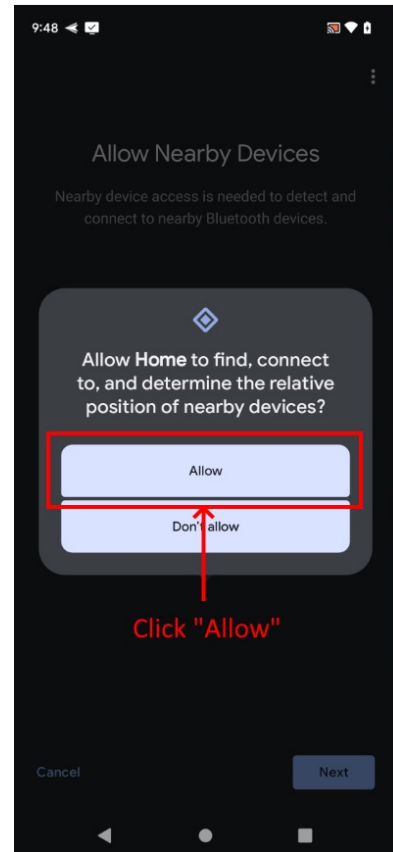 9:48
Allow Nearby Devices
Nearby device access is needed to detect and
connect to nearby Bluetooth devices.
Allow Home to find, connect
to, and determine the relative
position of nearby devices?
Allow
Don't allow
Click "Allow"
Cancel
Next